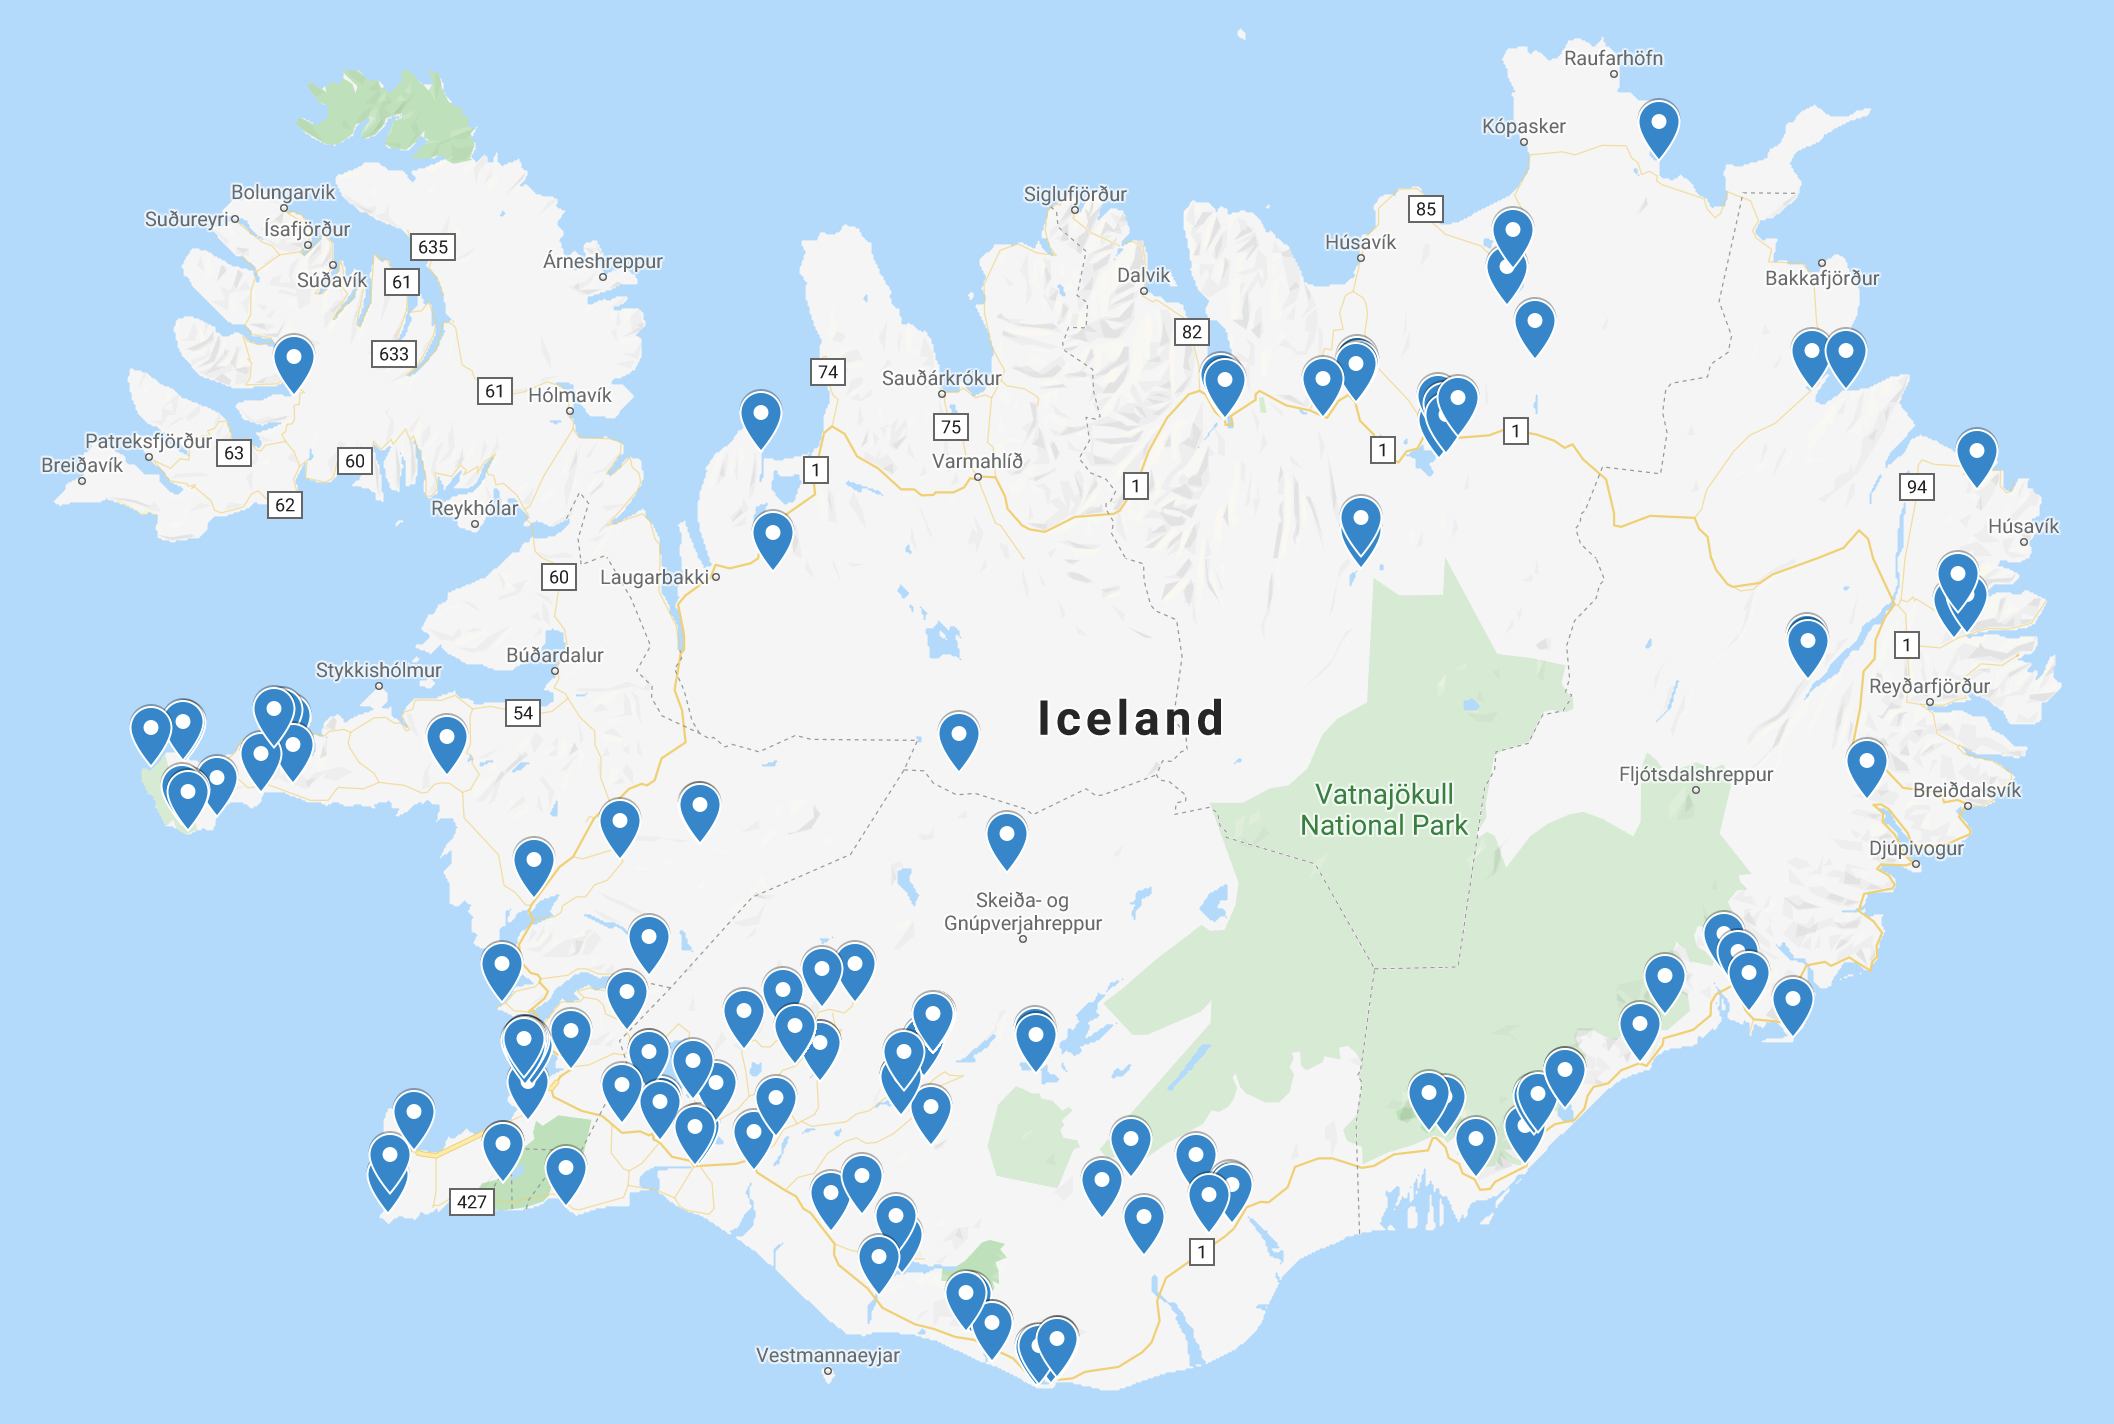 Raufarhöfn
Kópasker
Bolungarvik
Suðureyri
Ísafjörður
Siglufjörður
85
Húsavík
635
Árneshreppur
61
Súðavík
Dalvik
Bakkafjörður
82
633
74
Sauðárkrókur
61
Hólmavík
75
1
Patreksfjörður
63
Breiðavík
60
1
Varmahlíð
1
1
94
62
Reykhólar
Húsavík
60
Laugarbakki
1
Búðardalur
Stykkishólmur
Reyðarfjörður
54
Iceland
Fljótsdalshreppur
Vatnajökull
National Park
Breiðdalsvík
Djúpivogur
Skeiða- og
Gnúpverjahreppur
427
1
Vestmannaeyjar